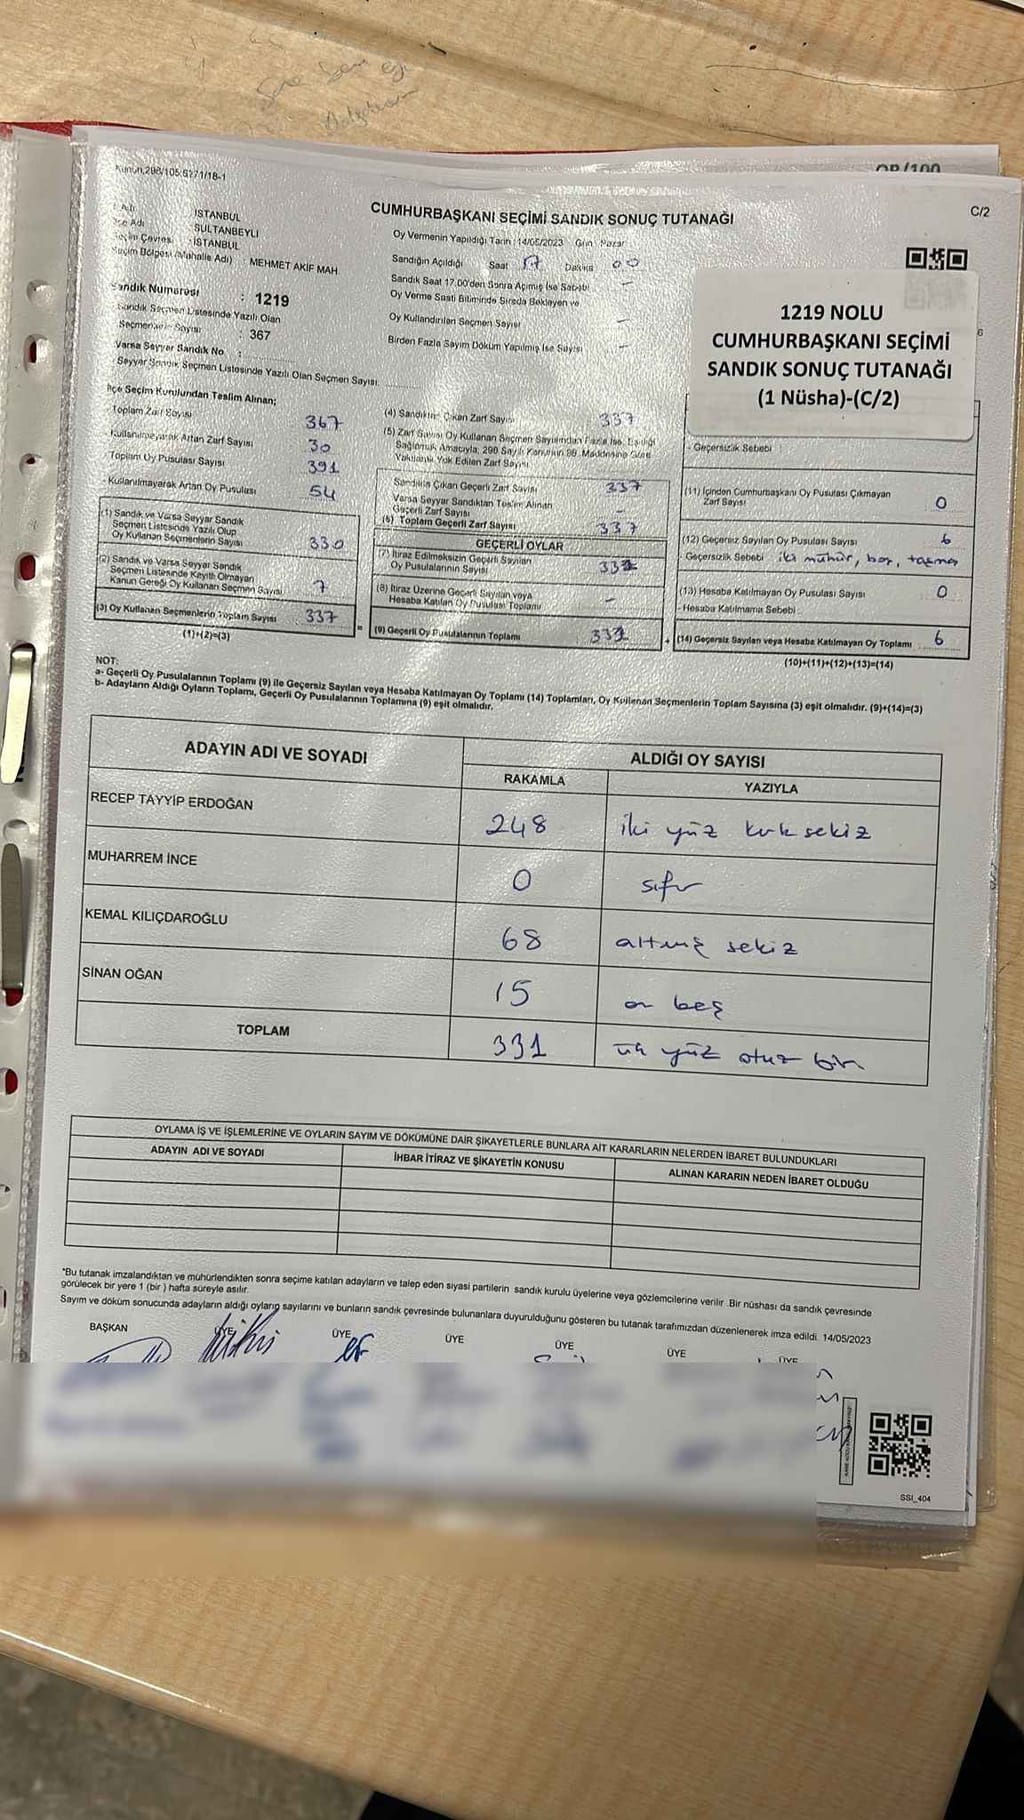 Kanun,298/105,5271/18-1
OR/100
C/2
CUMHURBAŞKANI SEÇİMİ SANDIK SONUÇ TUTANAĞI
İSTANBUL
SULTANBEYLİ
Seçim Çevresi : İSTANBUL
Seçim Bölgesi (Mahalle Adı) : MEHMET AKİF MAH
Sandık Numarası : 1219
Sandık Seçmen Listesinde Yazılı Olan
Seçmenlerin Sayısı : 367
Varsa Seyyar Sandık No :
Seyyar Sandık Seçmen Listesinde Yazılı Olan Seçmen Sayısı
Oy Vermenin Yapıldığı Tarih : 14/05/2023 Gün : Pazar
Sandığın Açıldığı Saat 17 Dakika 00
Sandık Saat 17.00'den Sonra Açmış İse Sebebi -
Oy Verme Saati Bitiminde Sırada Bekleyen ve
Oy Kullandırılan Seçmen Sayısı -
Birden Fazla Sayım Döküm Yapılmış İse Sayısı -
1219 NOLU
CUMHURBAŞKANI SEÇİMİ
SANDIK SONUÇ TUTANAĞI
(1 Nüsha)-(C/2)
İlçe Seçim Kurulundan Teslim Alınan;
Toplam Zarf Sayısı 367
Kullanılmayarak Artan Zarf Sayısı 30
Toplam Oy Pusulası Sayısı 391
Kullanılmayarak Artan Oy Pusulası 54
(1) Sandık ve Varsa Seyyar Sandık
Seçmen Listesinde Yazılı Olup
Oy Kullanan Seçmenlerin Sayısı 330
(2) Sandık ve Varsa Seyyar Sandık
Seçmen Listesinde Kayıtlı Olmayan
Kanun Gereği Oy Kullanan Seçmen Sayısı 7
(3) Oy Kullanan Seçmenlerin Toplam Sayısı 337
(1)+(2)=(3)
(4) Sandıktan Çıkan Zarf Sayısı 337
(5) Zarf Sayısı Oy Kullanan Seçmen Sayısından Fazla İse, Eşitliği
Sağlamak Amacıyla, 298 Sayılı Kanunun 98. Maddesine Göre
Yakılarak Yok Edilen Zarf Sayısı -
Sandıkta Çıkan Geçerli Zarf Sayısı 337
Varsa Seyyar Sandıktan Teslim Alınan
Geçerli Zarf Sayısı -
(6) Toplam Geçerli Zarf Sayısı 337
GEÇERLİ OYLAR
(7) İtiraz Edilmeksizin Geçerli Sayılan
Oy Pusulalarının Sayısı 331
(8) İtiraz Üzerine Geçerli Sayılan veya
Hesaba Katılan Oy Pusulası Toplamı -
(9) Geçerli Oy Pusulalarının Toplamı 331
- Geçersizlik Sebebi
(11) İçinden Cumhurbaşkanı Oy Pusulası Çıkmayan
Zarf Sayısı 0
(12) Geçersiz Sayılan Oy Pusulası Sayısı 6
Geçersizlik Sebebi iki mühür, boş, taşma
(13) Hesaba Katılmayan Oy Pusulası Sayısı 0
- Hesaba Katılmama Sebebi
(14) Geçersiz Sayılan veya Hesaba Katılmayan Oy Toplamı 6
(10)+(11)+(12)+(13)=(14)
NOT:
a- Geçerli Oy Pusulalarının Toplamı (9) ile Geçersiz Sayılan veya Hesaba Katılmayan Oy Toplamı (14) Toplamları, Oy Kullanan Seçmenlerin Toplam Sayısına (3) eşit olmalıdır. (9)+(14)=(3)
b- Adayların Aldığı Oyların Toplamı, Geçerli Oy Pusulalarının Toplamına (9) eşit olmalıdır.
ADAYIN ADI VE SOYADI
ALDIĞI OY SAYISI
RAKAMLA YAZIYLA
RECEP TAYYİP ERDOĞAN 248 iki yüz kırk sekiz
MUHARREM İNCE 0 sıfır
KEMAL KILIÇDAROĞLU 68 altmış sekiz
SİNAN OĞAN 15 on beş
TOPLAM 331 üç yüz otuz bir
OYLAMA İŞ VE İŞLEMLERİNE VE OYLARIN SAYIM VE DÖKÜMÜNE DAİR ŞİKAYETLERLE BUNLARA AİT KARARLARIN NELERDEN İBARET BULUNDUKLARI
ADAYIN ADI VE SOYADI İHBAR İTİRAZ VE ŞİKAYETİN KONUSU ALINAN KARARIN NEDEN İBARET OLDUĞU
*Bu tutanak imzalandıktan ve mühürlendikten sonra seçime katılan adayların ve talep eden siyasi partilerin sandık kurulu üyelerine veya gözlemcilerine verilir. Bir nüshası da sandık çevresinde
görülecek bir yere 1 (bir) hafta süreyle asılır.
Sayım ve döküm sonucunda adayların aldığı oyların sayılarını ve bunların sandık çevresinde bulunanlara duyurulduğunu gösteren bu tutanak tarafımızdan düzenlenerek imza edildi. 14/05/2023
BAŞKAN ÜYE ÜYE ÜYE ÜYE ÜYE ÜYE
SSI_404